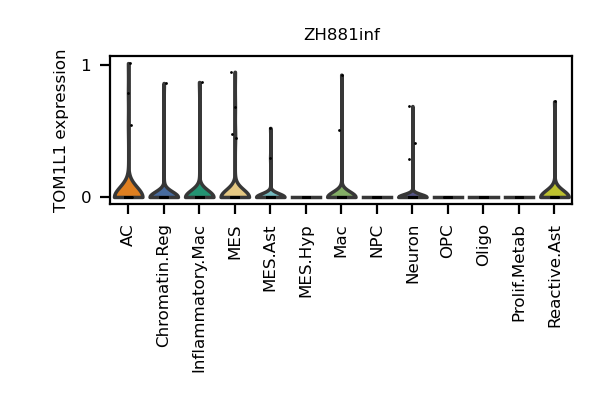 ZH881inf
TOM1L1 expression
1
0
AC
Chromatin.Reg
Inflammatory.Mac
MES
MES.Ast
MES.Hyp
Mac
NPC
Neuron
OPC
Oligo
Prolif.Metab
Reactive.Ast